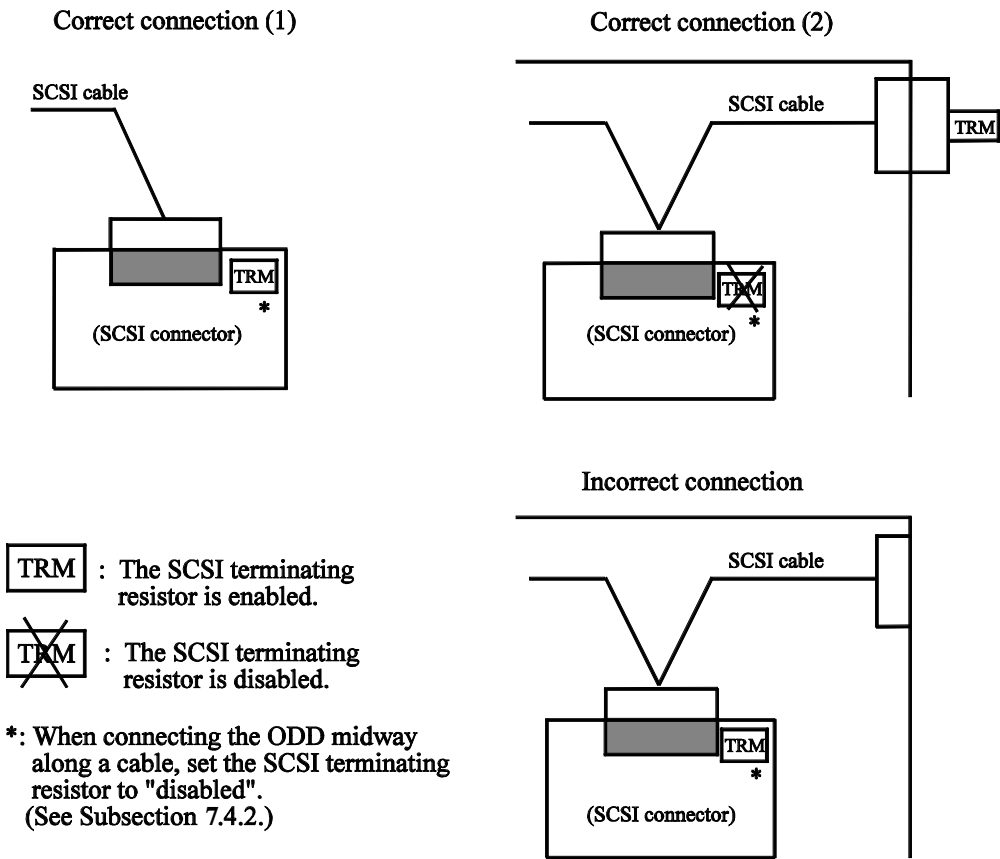 Correct connection (1)
SCSI cable
TRM
*
(SCSI connector)
Correct connection (2)
SCSI cable
TRM
TRM
*
(SCSI connector)
Incorrect connection
SCSI cable
TRM
*
(SCSI connector)
TRM : The SCSI terminating
resistor is enabled.
TRM : The SCSI terminating
resistor is disabled.
*: When connecting the ODD midway
along a cable, set the SCSI terminating
resistor to "disabled".
(See Subsection 7.4.2.)